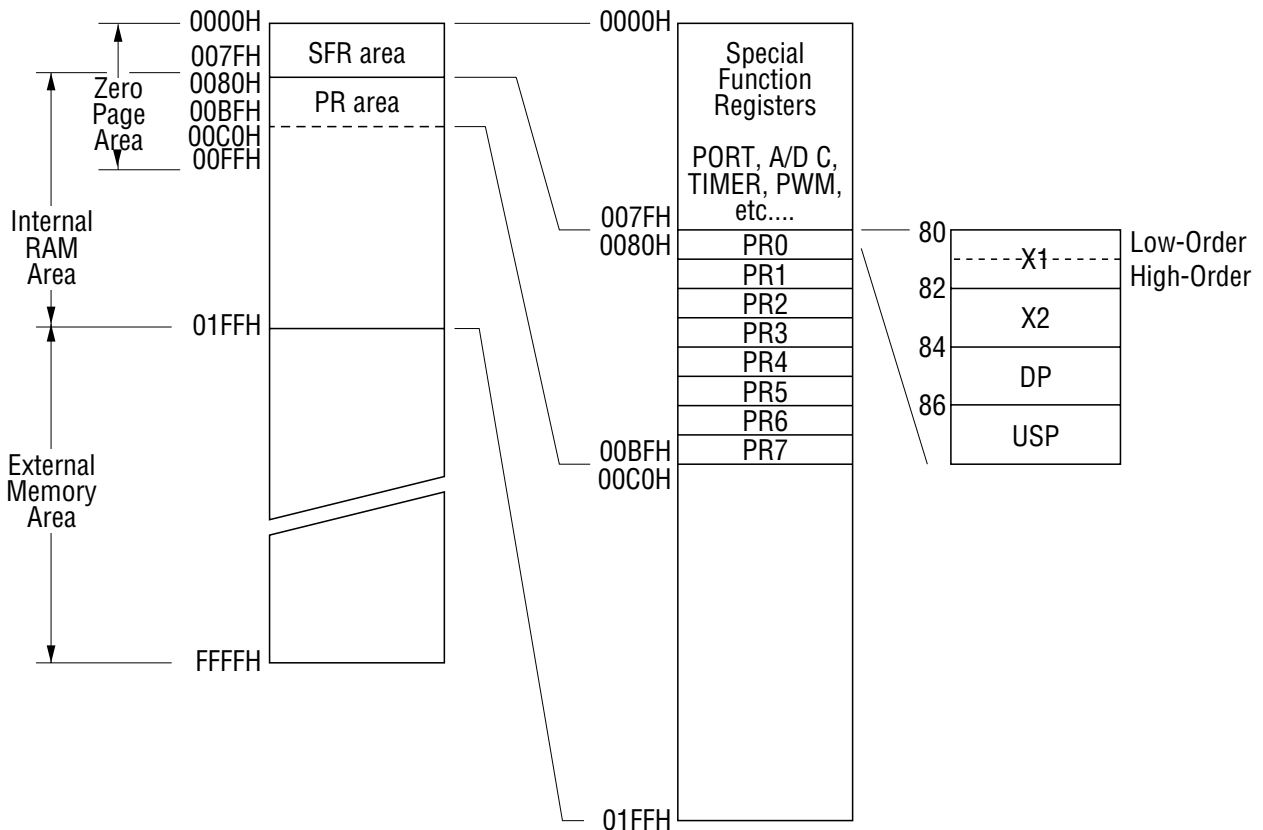 0000H
007FH
0080H
00BFH
00C0H
00FFH
01FFH
FFFFH
Zero
Page
Area
Internal
RAM
Area
External
Memory
Area
SFR area
PR area
0000H
007FH
0080H
00BFH
00C0H
01FFH
Special
Function
Registers
PORT, A/D C,
TIMER, PWM,
etc....
PR0
PR1
PR2
PR3
PR4
PR5
PR6
PR7
80
82
84
86
X1
X2
DP
USP
Low-Order
High-Order